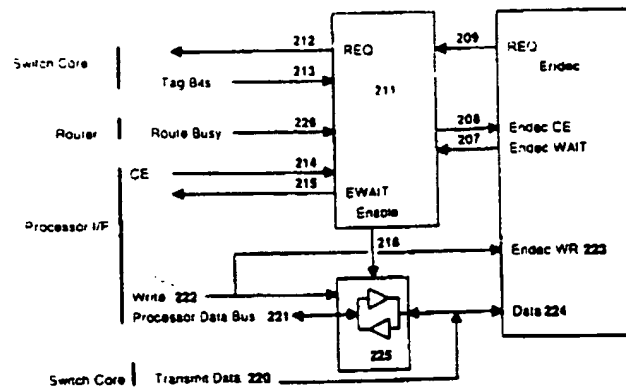 212
REQ
209
REQ
Switch Core
Endec
213
Tag B4s
211
226
208
Router
Route Busy
Endec CE
207
Endec WAIT
214
CE
215
EWAIT
Enable
Processor I/F
216
Endec WR 223
Write 222
Data 224
Processor Data Bus 221
225
Switch Core
Transmit Data 220